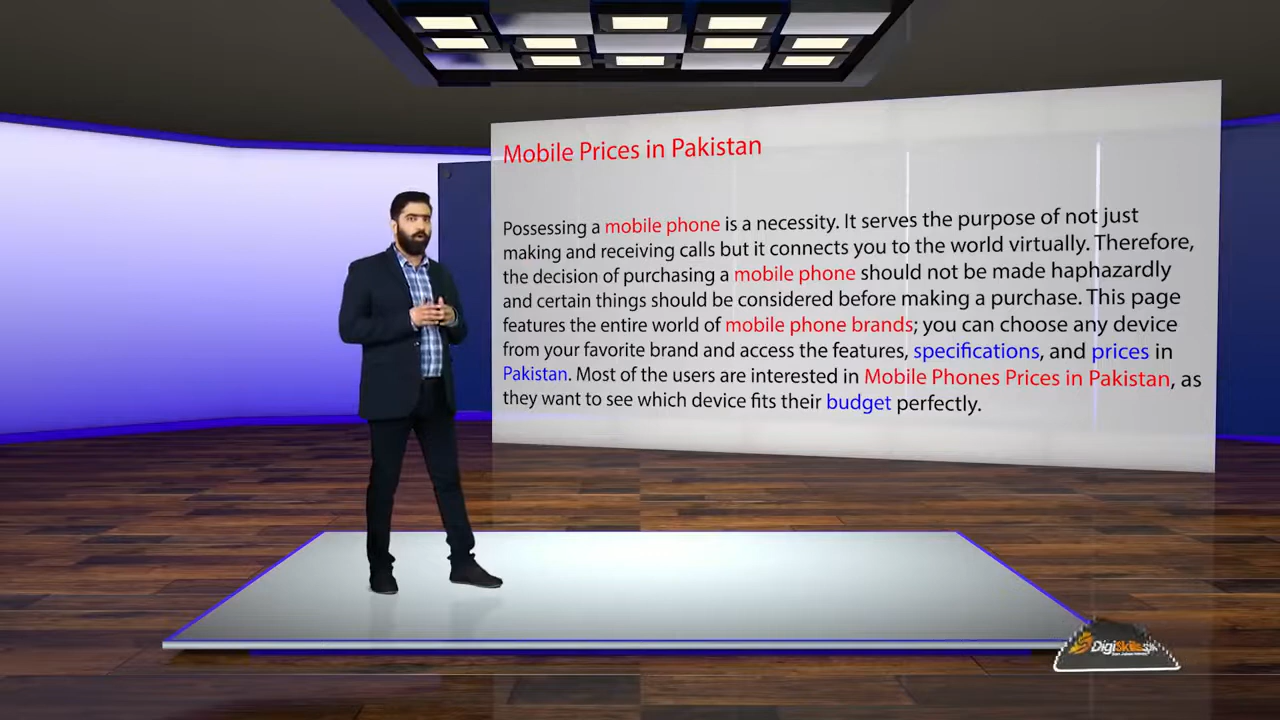 Mobile Prices in Pakistan
Possessing a mobile phone is a necessity. It serves the purpose of not just
making and receiving calls but it connects you to the world virtually. Therefore,
the decision of purchasing a mobile phone should not be made haphazardly
and certain things should be considered before making a purchase. This page
features the entire world of mobile phone brands; you can choose any device
from your favorite brand and access the features, specifications, and prices in
Pakistan. Most of the users are interested in Mobile Phones Prices in Pakistan, as
they want to see which device fits their budget perfectly.
DigiSkills